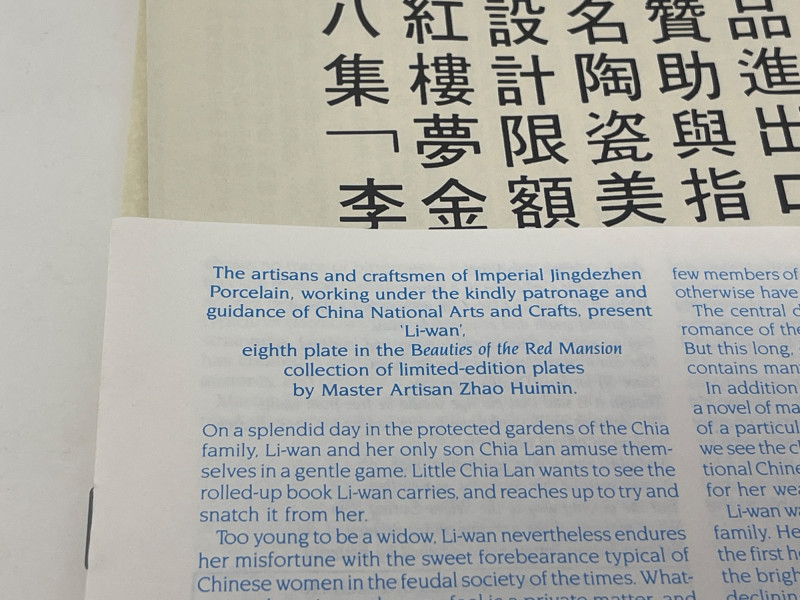 品進出口
贊助與指
名陶瓷美
設計限額
紅樓夢金
八集「李
The artisans and craftsmen of Imperial Jingdezhen
Porcelain, working under the kindly patronage and
guidance of China National Arts and Crafts, present
'Li-wan',
eighth plate in the Beauties of the Red Mansion
collection of limited-edition plates
by Master Artisan Zhao Huimin.
On a splendid day in the protected gardens of the Chia
family, Li-wan and her only son Chia Lan amuse them-
selves in a gentle game. Little Chia Lan wants to see the
rolled-up book Li-wan carries, and reaches up to try and
snatch it from her.
Too young to be a widow, Li-wan nevertheless endures
her misfortune with the sweet forebearance typical of
Chinese women in the feudal society of the times. What-
feel is a private matter, and
few members of
otherwise have
The central
romance of the
But this long,
contains
In addition
a novel of
of a
we see the
tional
for her
Li-wan
family. He
the first
the